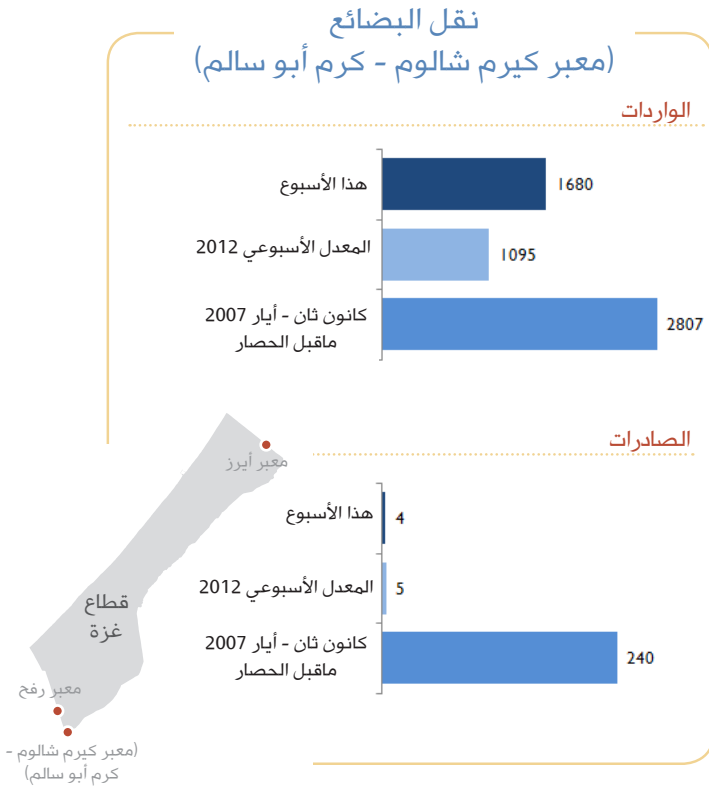 نقل البضائع
(معبر كيرم شالوم - كرم أبو سالم)
الواردات
هذا الأسبوع
1680
المعدل الأسبوعي 2012
1095
كانون ثان - أيار 2007
ماقبل الحصار
2807
الصادرات
هذا الأسبوع
4
المعدل الأسبوعي 2012
5
كانون ثان - أيار 2007
ماقبل الحصار
240
معبر أيرز
قطاع
غزة
معبر رفح
(معبر كيرم شالوم -
كرم أبو سالم)